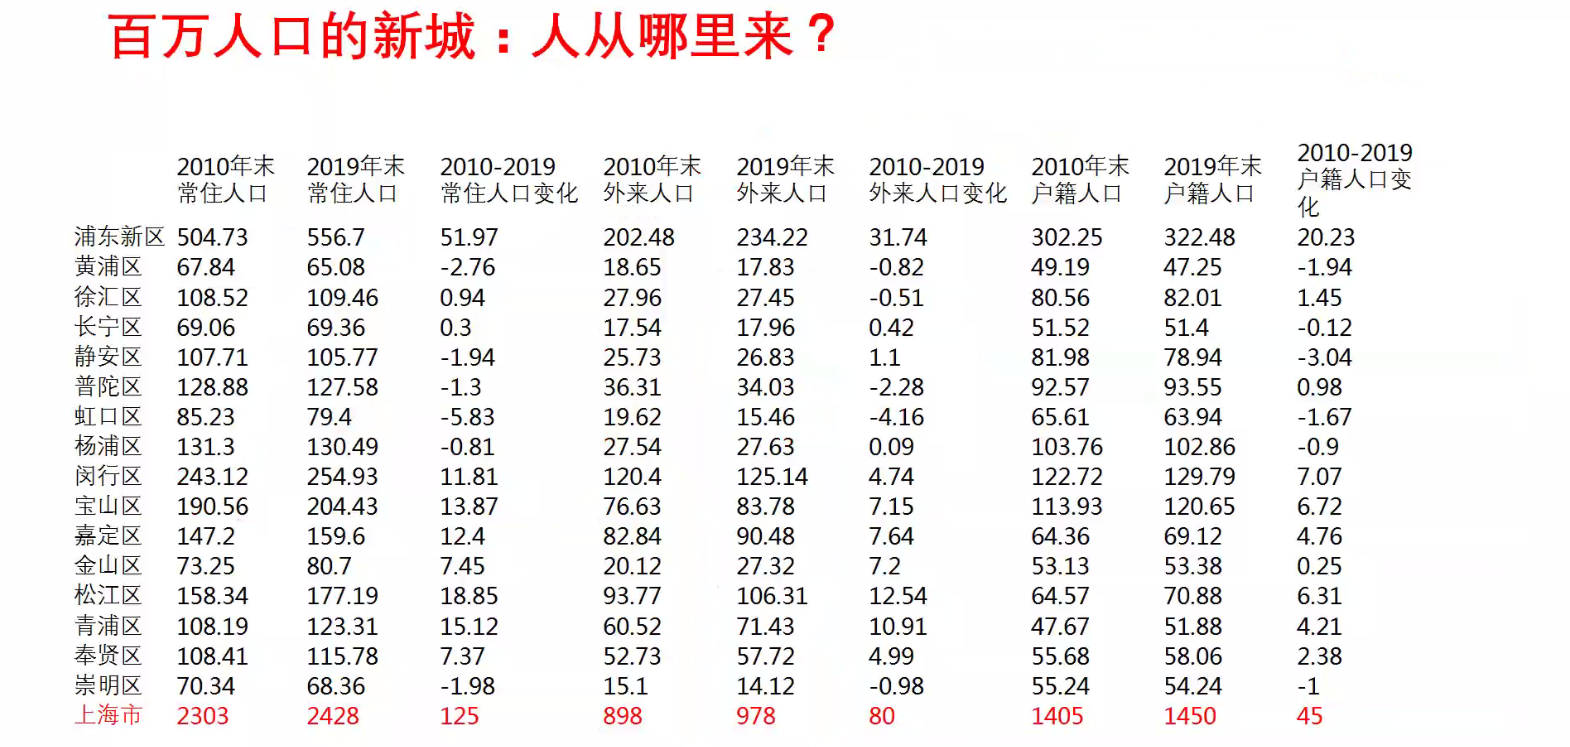 百万人口的新城：人从哪里来？
2010年末常住人口 2019年末常住人口 2010-2019常住人口变化 2010年末外来人口 2019年末外来人口 2010-2019外来人口变化 2010年末户籍人口 2019年末户籍人口 2010-2019户籍人口变化
浦东新区 504.73 556.7 51.97 202.48 234.22 31.74 302.25 322.48 20.23
黄浦区 67.84 65.08 -2.76 18.65 17.83 -0.82 49.19 47.25 -1.94
徐汇区 108.52 109.46 0.94 27.96 27.45 -0.51 80.56 82.01 1.45
长宁区 69.06 69.36 0.3 17.54 17.96 0.42 51.52 51.4 -0.12
静安区 107.71 105.77 -1.94 25.73 26.83 1.1 81.98 78.94 -3.04
普陀区 128.88 127.58 -1.3 36.31 34.03 -2.28 92.57 93.55 0.98
虹口区 85.23 79.4 -5.83 19.62 15.46 -4.16 65.61 63.94 -1.67
杨浦区 131.3 130.49 -0.81 27.54 27.63 0.09 103.76 102.86 -0.9
闵行区 243.12 254.93 11.81 120.4 125.14 4.74 122.72 129.79 7.07
宝山区 190.56 204.43 13.87 76.63 83.78 7.15 113.93 120.65 6.72
嘉定区 147.2 159.6 12.4 82.84 90.48 7.64 64.36 69.12 4.76
金山区 73.25 80.7 7.45 20.12 27.32 7.2 53.13 53.38 0.25
松江区 158.34 177.19 18.85 93.77 106.31 12.54 64.57 70.88 6.31
青浦区 108.19 123.31 15.12 60.52 71.43 10.91 47.67 51.88 4.21
奉贤区 108.41 115.78 7.37 52.73 57.72 4.99 55.68 58.06 2.38
崇明区 70.34 68.36 -1.98 15.1 14.12 -0.98 55.24 54.24 -1
上海市 2303 2428 125 898 978 80 1405 1450 45